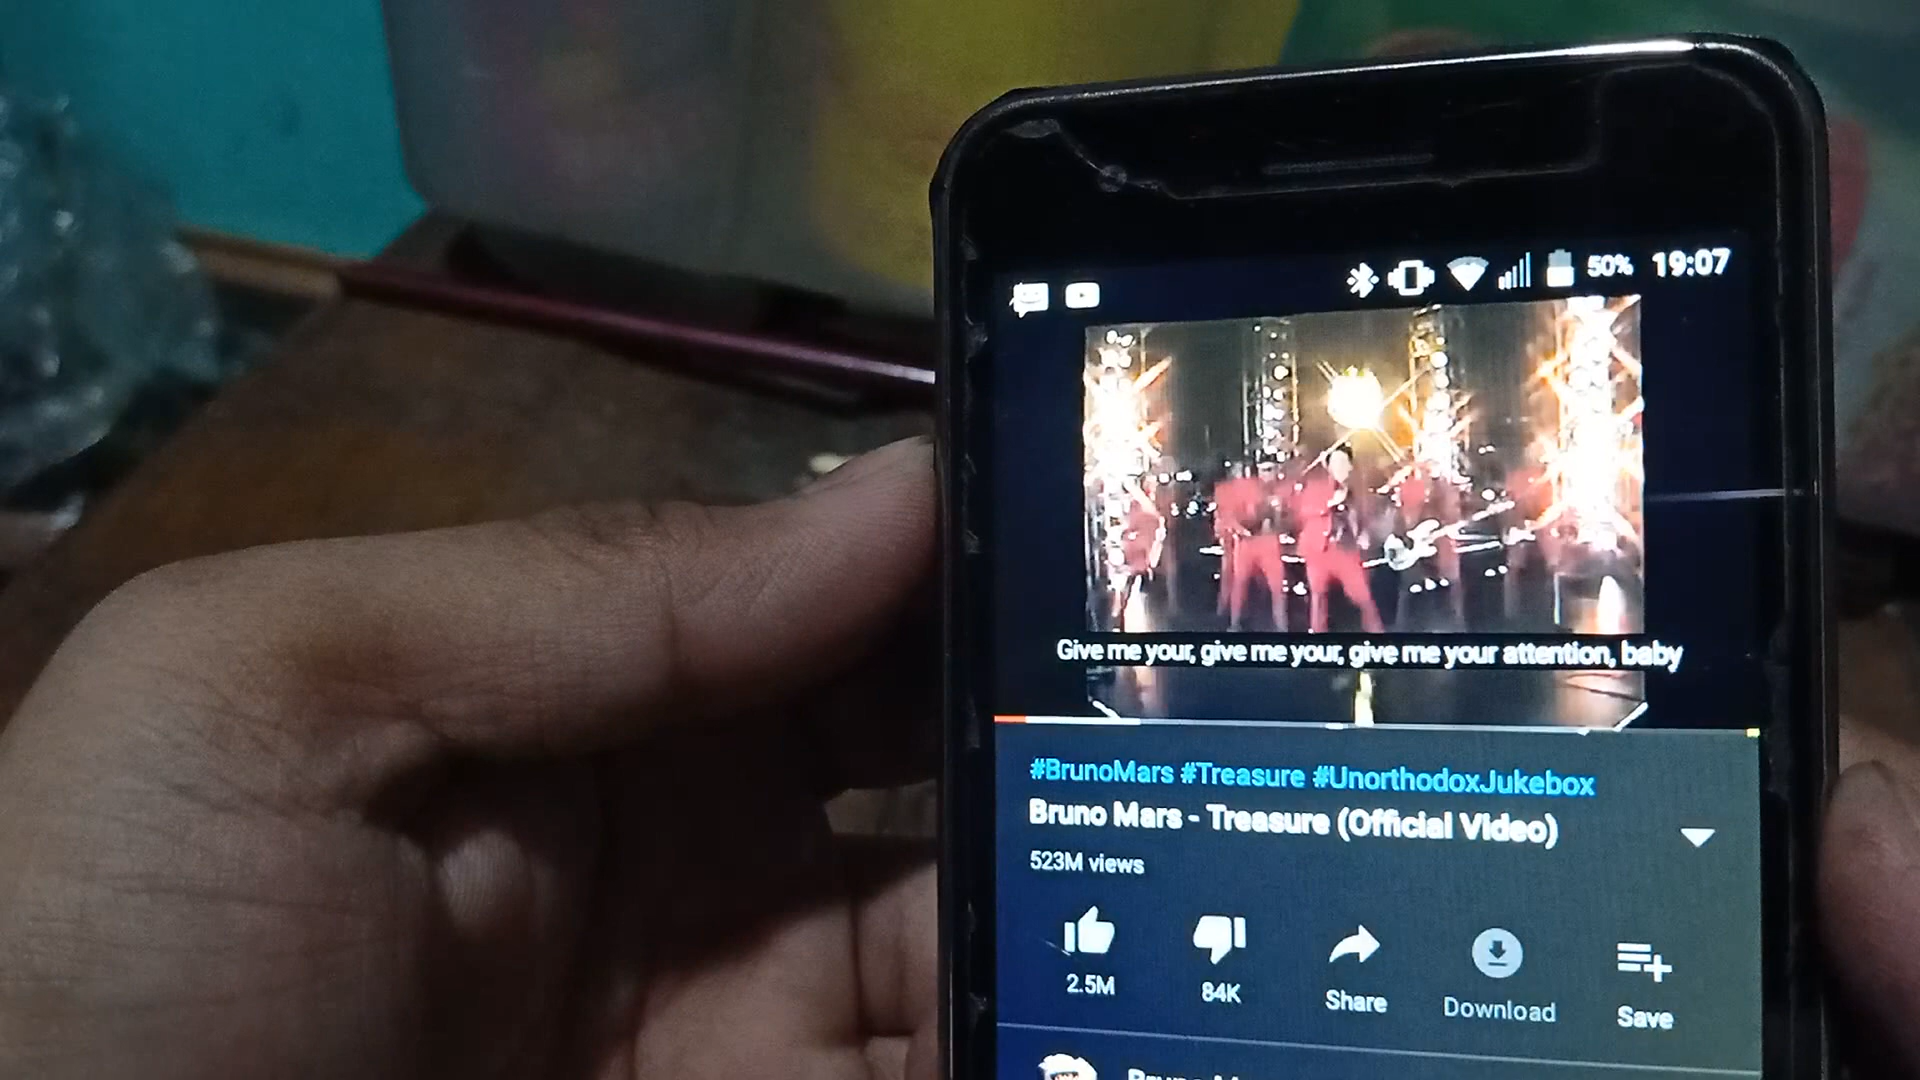 50% 19:07
Give me your, give me your, give me your attention, baby
#BrunoMars #Treasure #UnorthodoxJukebox
Bruno Mars - Treasure (Official Video)
523M views
2.5M 84K Share Download Save